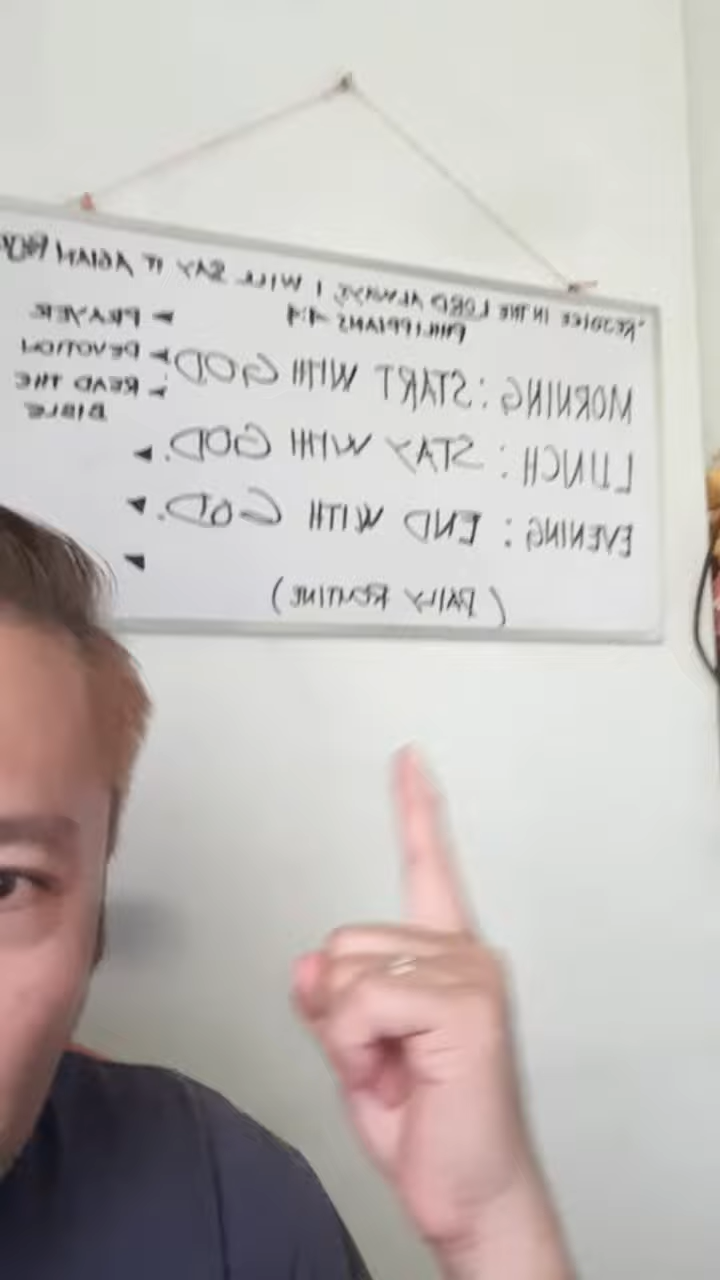 "REJOICE IN THE LORD ALWAYS I WILL SAY IT AGIAN
PHILIPPIANS 4:4
MORNING : START WITH GOD.
LUNCH : STAY WITH GOD.
EVENING : END WITH GOD.
(DAILY ROUTINE)
PRAYER
DEVOTION
READ THE
BIBLE